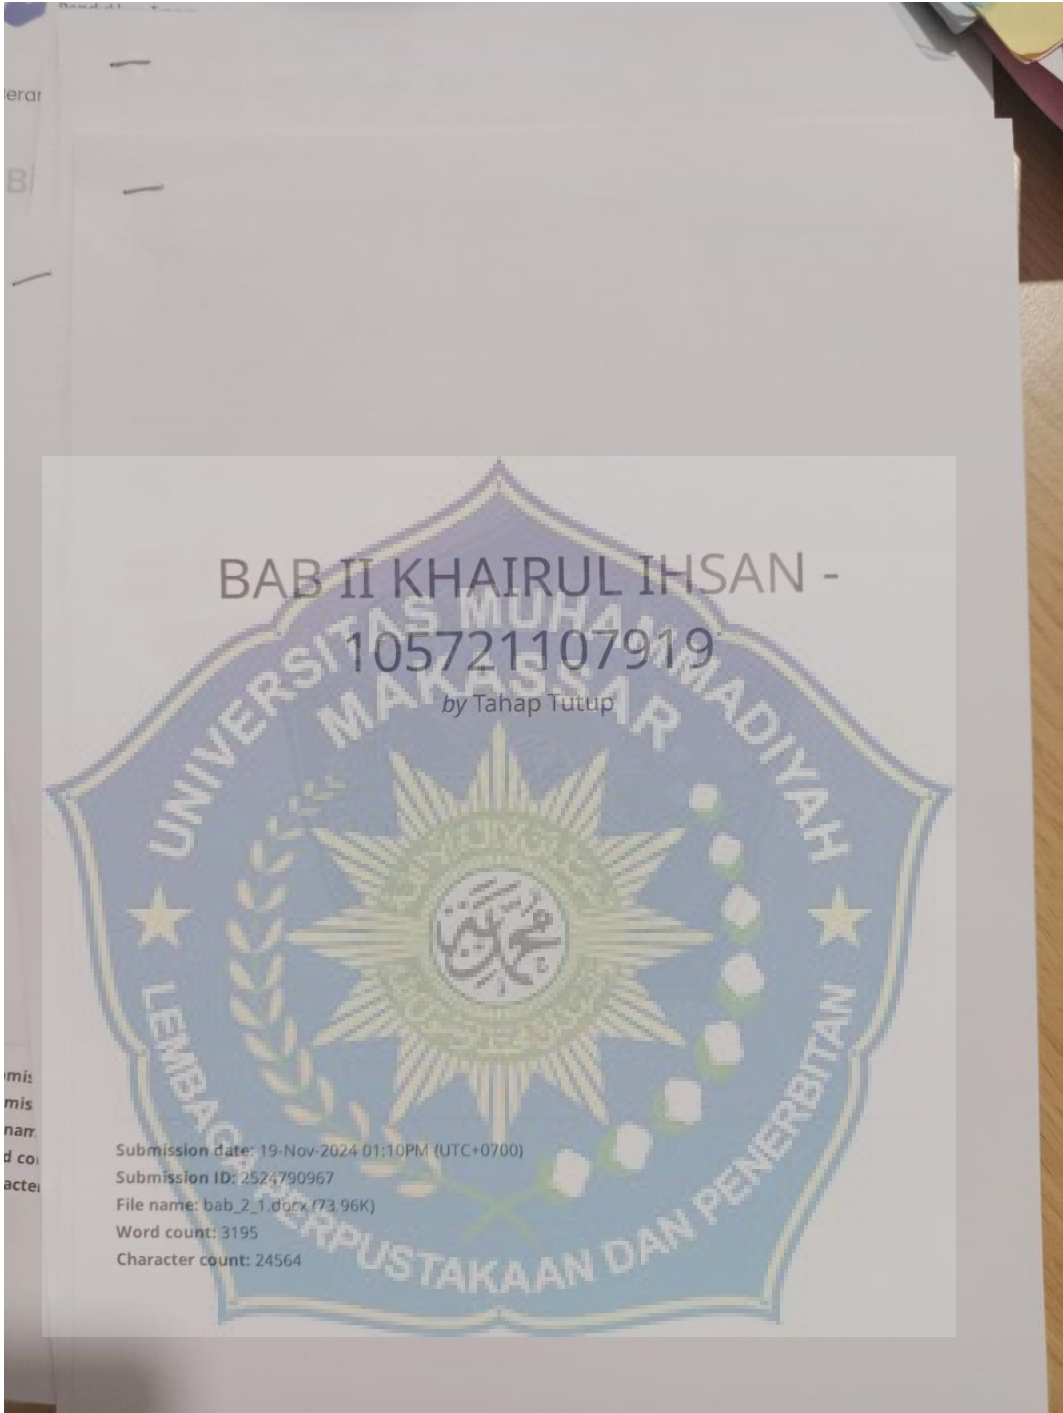 BAB II KHAIRUL IHSAN -
105721107919
by Tahap Tutup
UNIVERSITAS MUHAMMADIYAH
MAKASSAR
محمدية
LEMBAGA PERPUSTAKAAN DAN PENERBITAN
Submission date: 19-Nov-2024 01:10PM (UTC+0700)
Submission ID: 2524790967
File name: bab_2_1.docx (73.96K)
Word count: 3195
Character count: 24564